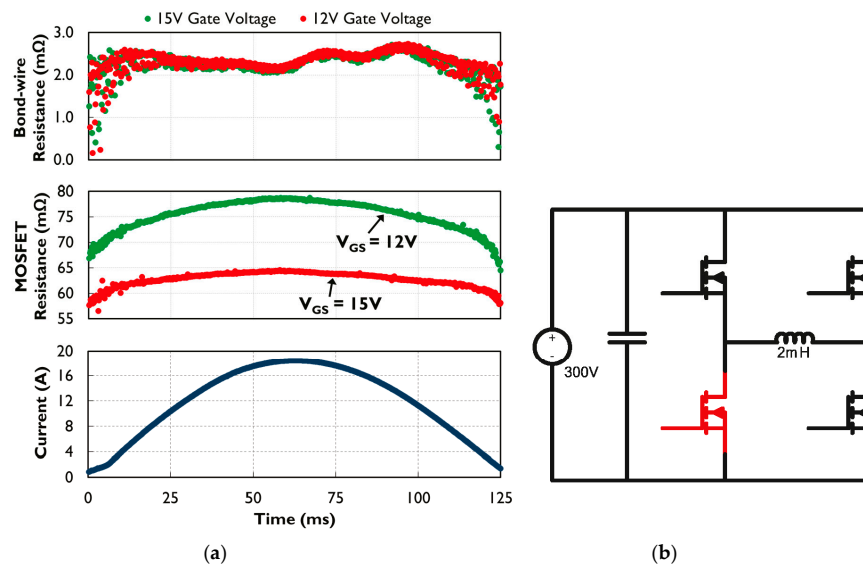 15V Gate Voltage 12V Gate Voltage
Bond-wire
Resistance (mΩ)
3.0
2.0
1.0
0.0
MOSFET
Resistance (mΩ)
80
75
70
65
60
55
V_GS = 12V
V_GS = 15V
Current (A)
20
16
12
8
4
0
0 25 50 75 100 125
Time (ms)
(a)
+
-
300V
2mH
(b)